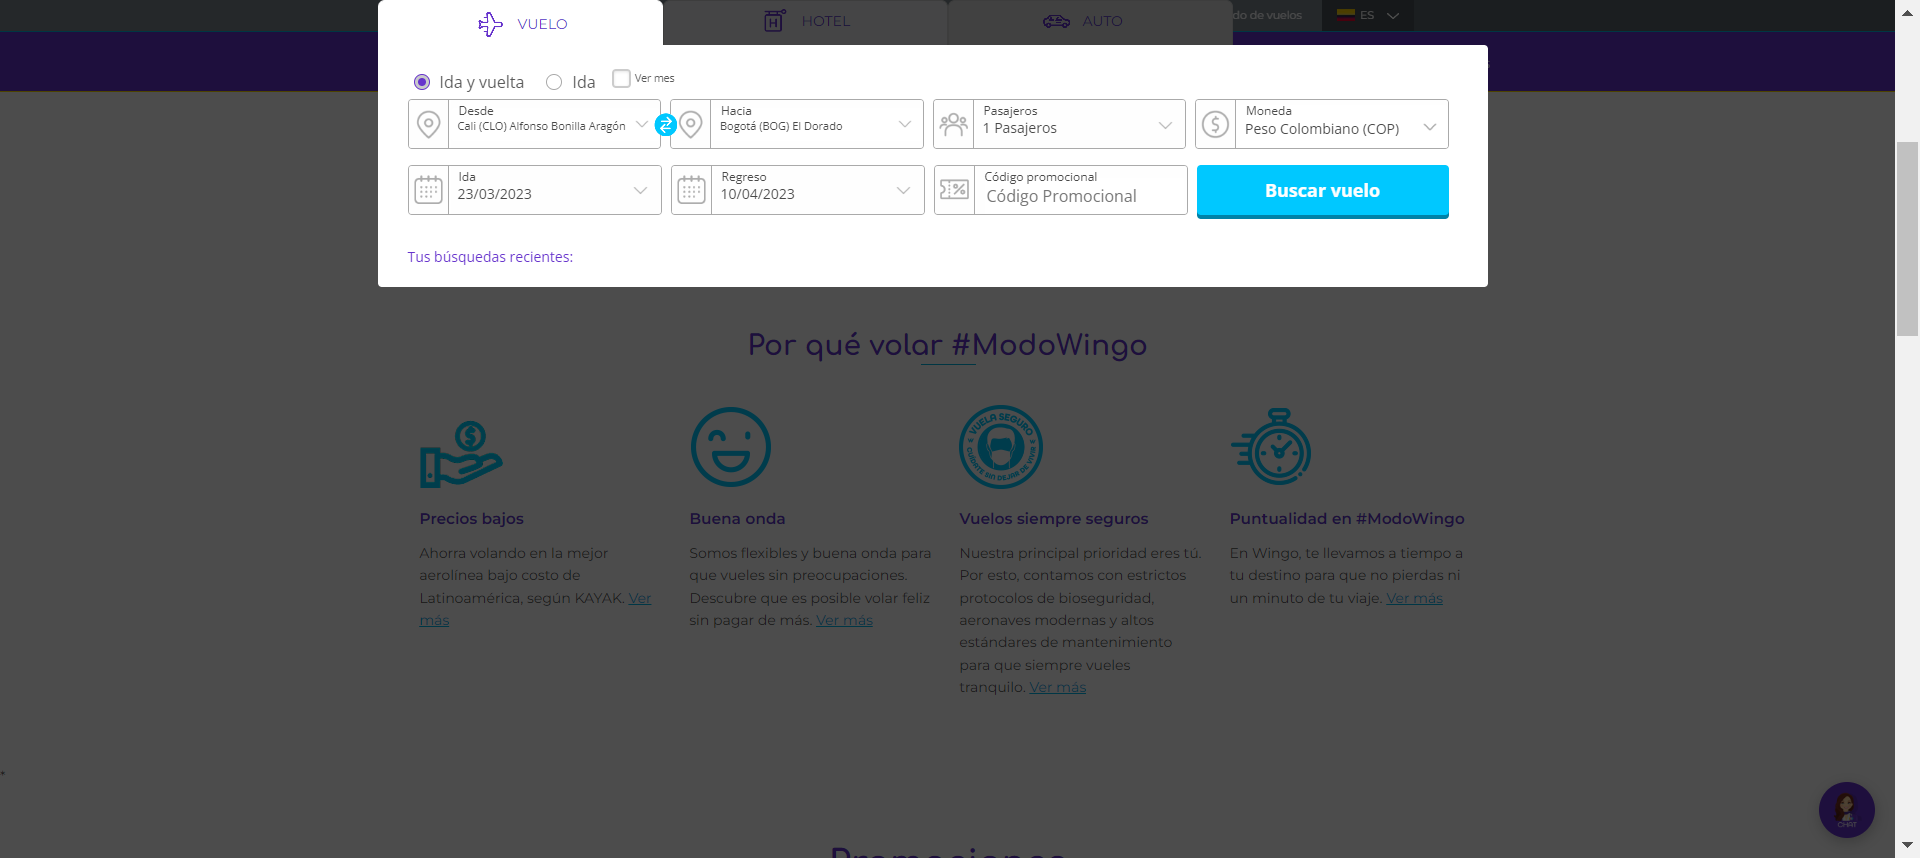 VUELO
HOTEL
AUTO
do de vuelos
ES
Ida y vuelta
Ida
Ver mes
Desde
Cali (CLO) Alfonso Bonilla Aragón
Hacia
Bogotá (BOG) El Dorado
Pasajeros
1 Pasajeros
Moneda
Peso Colombiano (COP)
Ida
23/03/2023
Regreso
10/04/2023
Código promocional
Código Promocional
Buscar vuelo
Tus búsquedas recientes:
Por qué volar #ModoWingo
VUELA SEGURO
CUÍDATE SIN DEJAR DE VIVIR
Precios bajos
Ahorra volando en la mejor
aerolínea bajo costo de
Latinoamérica, según KAYAK. Ver
más
Buena onda
Somos flexibles y buena onda para
que vueles sin preocupaciones.
Descubre que es posible volar feliz
sin pagar de más. Ver más
Vuelos siempre seguros
Nuestra principal prioridad eres tú.
Por esto, contamos con estrictos
protocolos de bioseguridad,
aeronaves modernas y altos
estándares de mantenimiento
para que siempre vueles
tranquilo. Ver más
Puntualidad en #ModoWingo
En Wingo, te llevamos a tiempo a
tu destino para que no pierdas ni
un minuto de tu viaje. Ver más
*
CHAT
Promociones